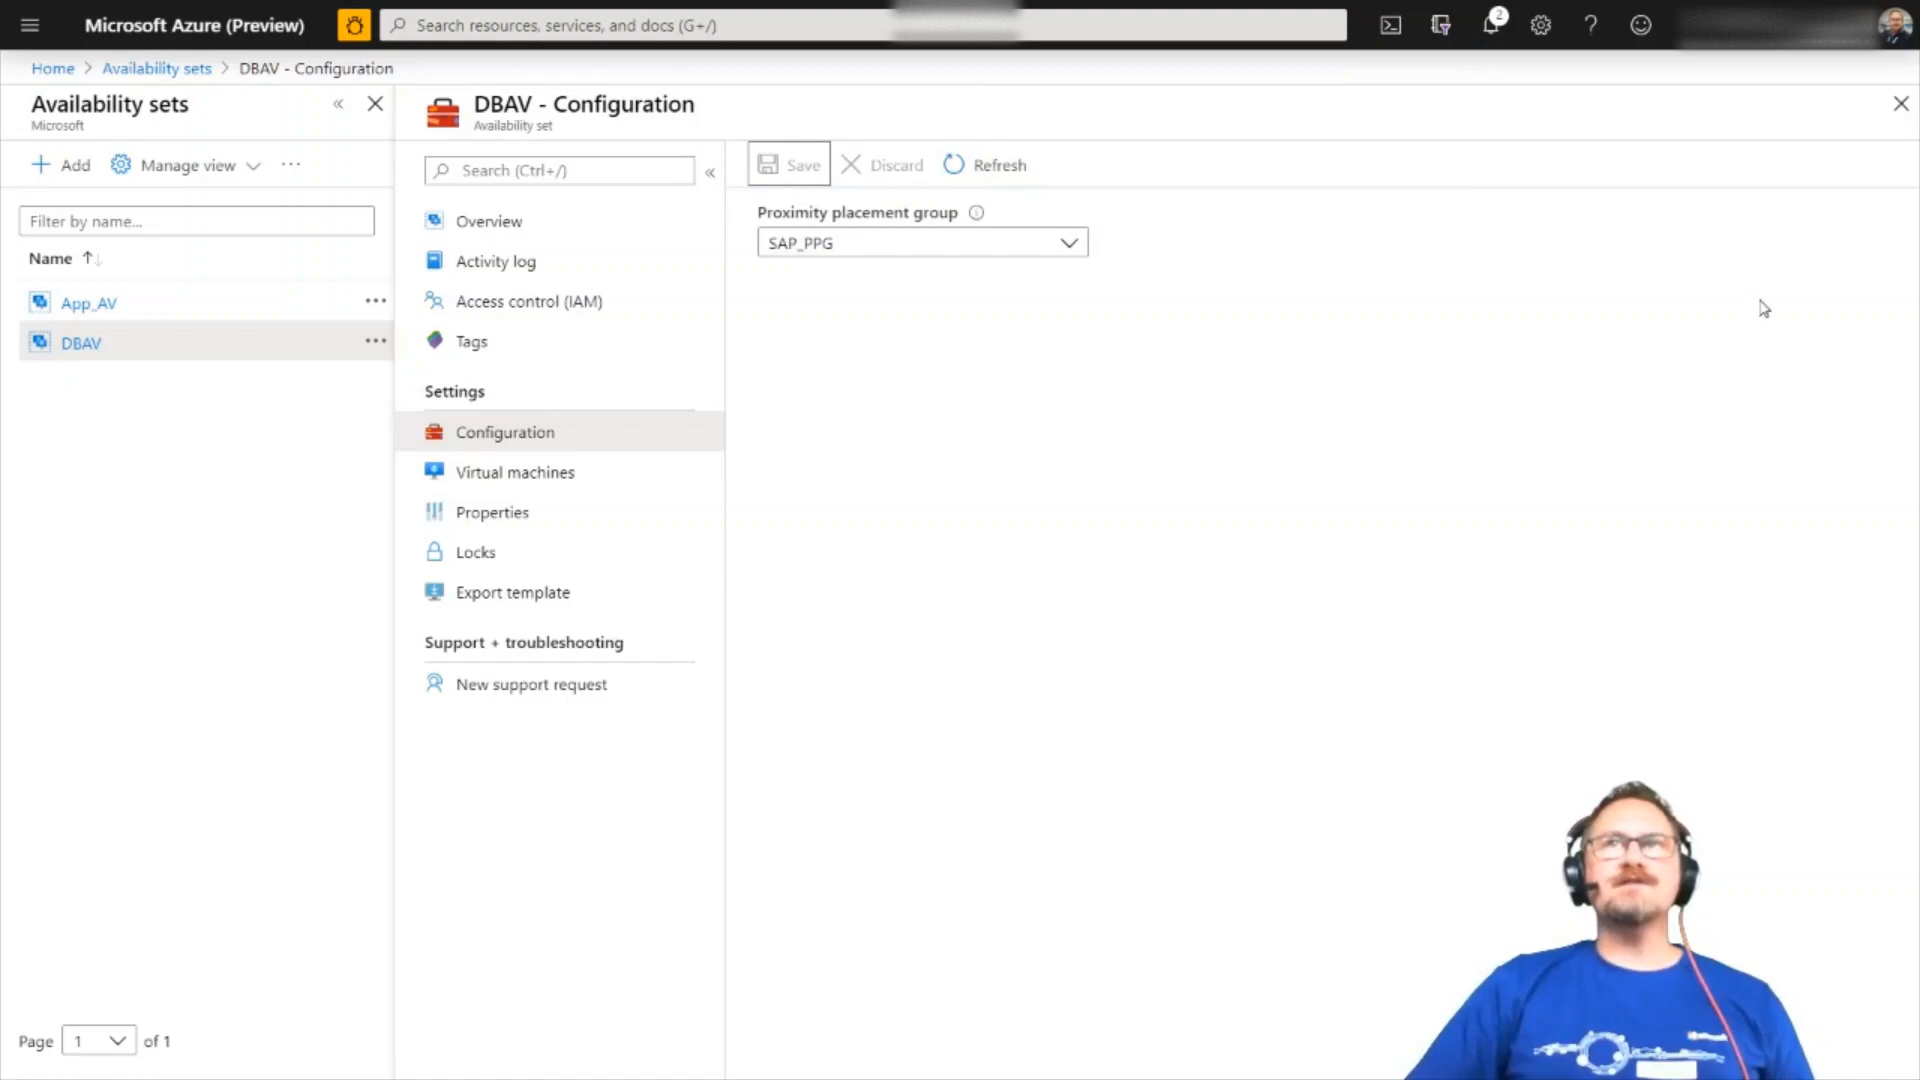 Microsoft Azure (Preview)
Search resources, services, and docs (G+/)
2
Home > Availability sets > DBAV - Configuration
Availability sets
Microsoft
Add
Manage view
Filter by name...
Name
App_AV
DBAV
Page 1 of 1
DBAV - Configuration
Availability set
Search (Ctrl+/)
Overview
Activity log
Access control (IAM)
Tags
Settings
Configuration
Virtual machines
Properties
Locks
Export template
Support + troubleshooting
New support request
Save
Discard
Refresh
Proximity placement group
SAP_PPG